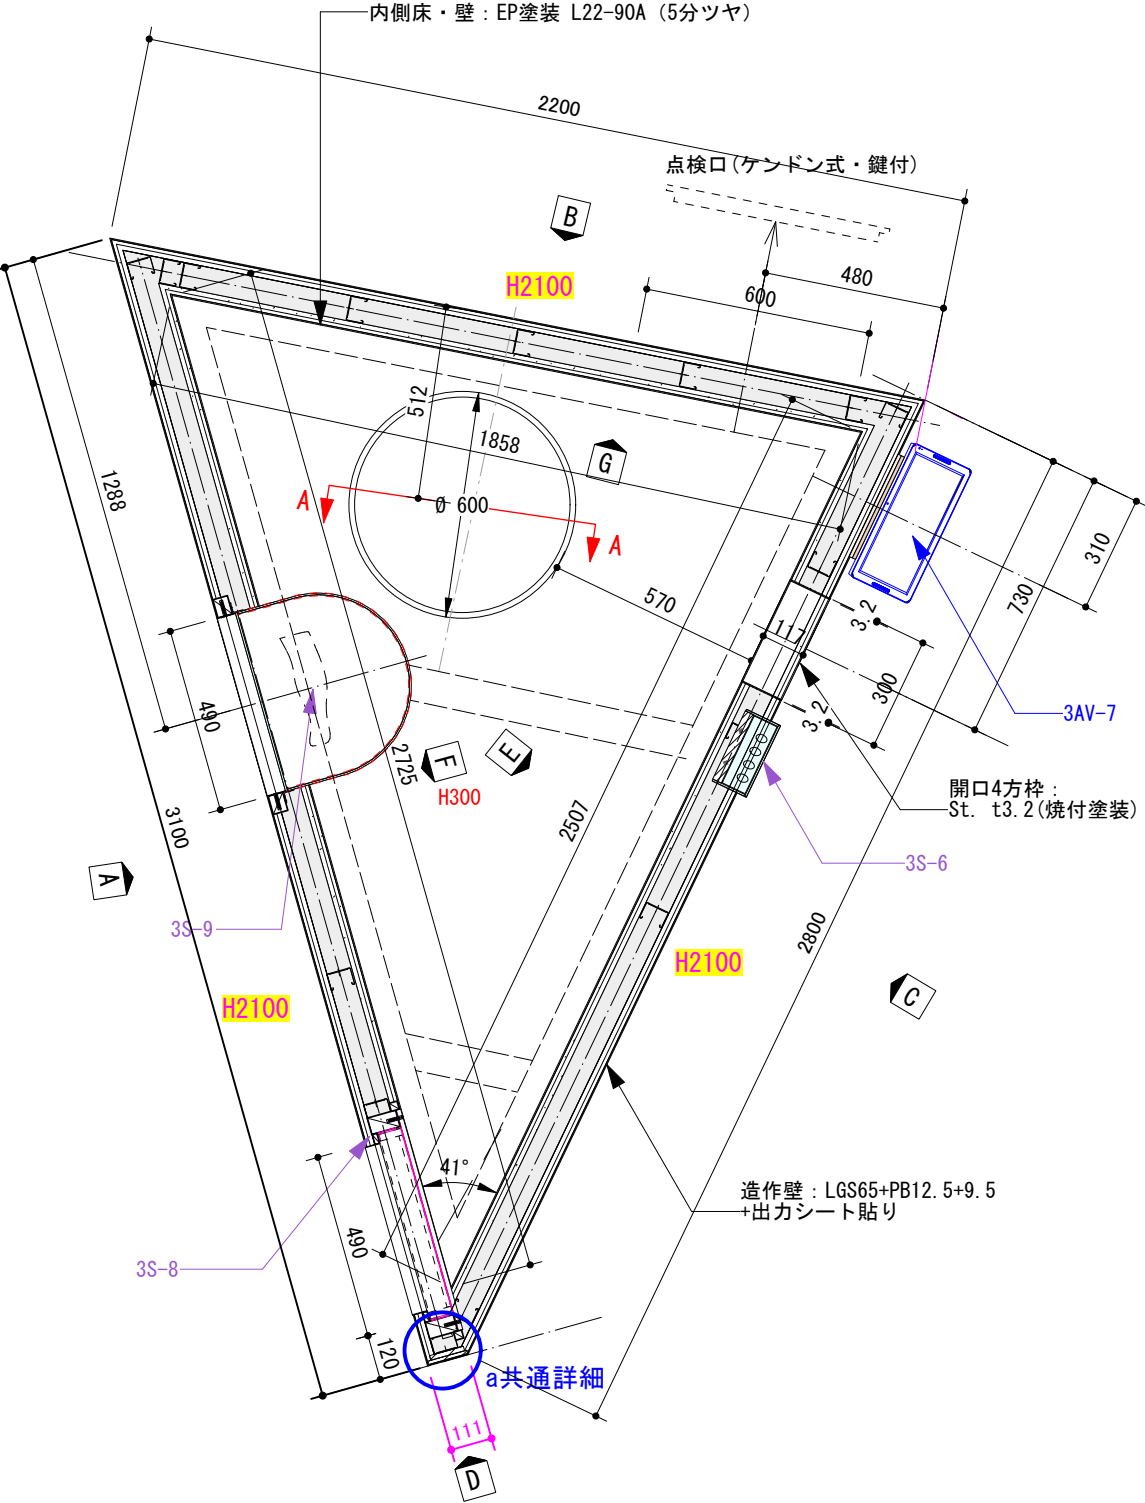 内側床・壁：EP塗装 L22-90A（5分ツヤ）
2200
点検口(ケンドン式・鍵付)
B
H2100
480
600
512
1858
G
A
Ø 600
A
1288
310
730
570
3.2
117
300
3.2
3AV-7
490
2725
F
E
H300
2507
開口4方枠：
St. t3.2(焼付塗装)
3100
3S-6
A
3S-9
2800
H2100
C
H2100
41°
造作壁：LGS65+PB12.5+9.5
+出力シート貼り
490
3S-8
120
a共通詳細
111
D